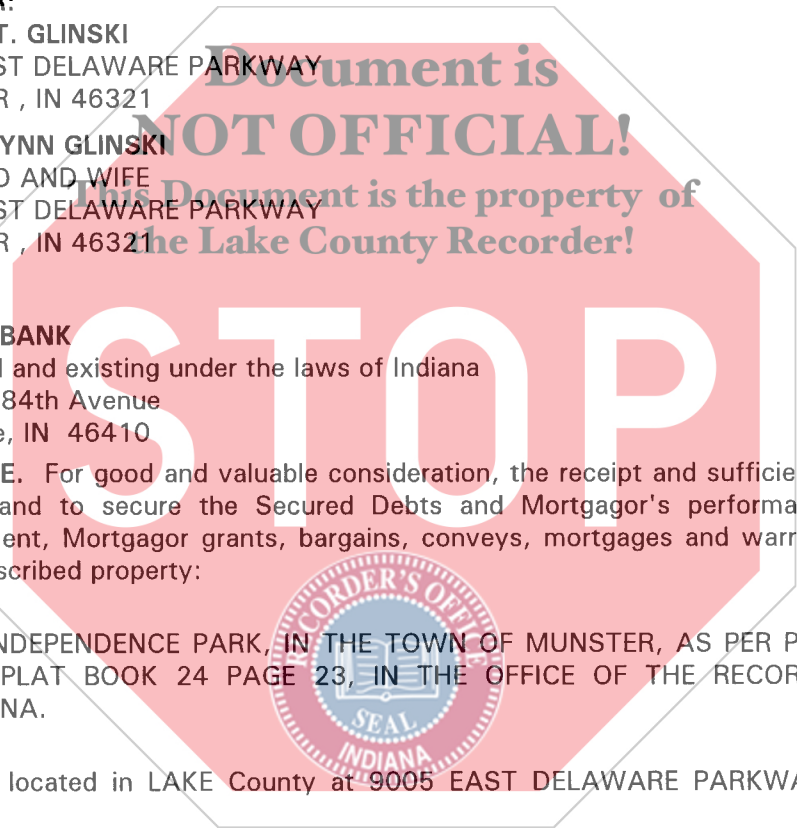 T. GLINSKI
ST DELAWARE PARKWAY
R , IN 46321
YNN GLINSKI
D AND WIFE
ST DELAWARE PARKWAY
R , IN 46321
Document is
NOT OFFICIAL!
This Document is the property of
the Lake County Recorder!
STOP
BANK
and existing under the laws of Indiana
84th Avenue
e, IN 46410
E. For good and valuable consideration, the receipt and sufficie
and to secure the Secured Debts and Mortgagor's performa
ent, Mortgagor grants, bargains, conveys, mortgages and warr
scribed property:
NDEPENDENCE PARK, IN THE TOWN OF MUNSTER, AS PER P
PLAT BOOK 24 PAGE 23, IN THE OFFICE OF THE RECOR
NA.
RECORDER'S OFFICE
SEAL
INDIANA
located in LAKE County at 9005 EAST DELAWARE PARKWA